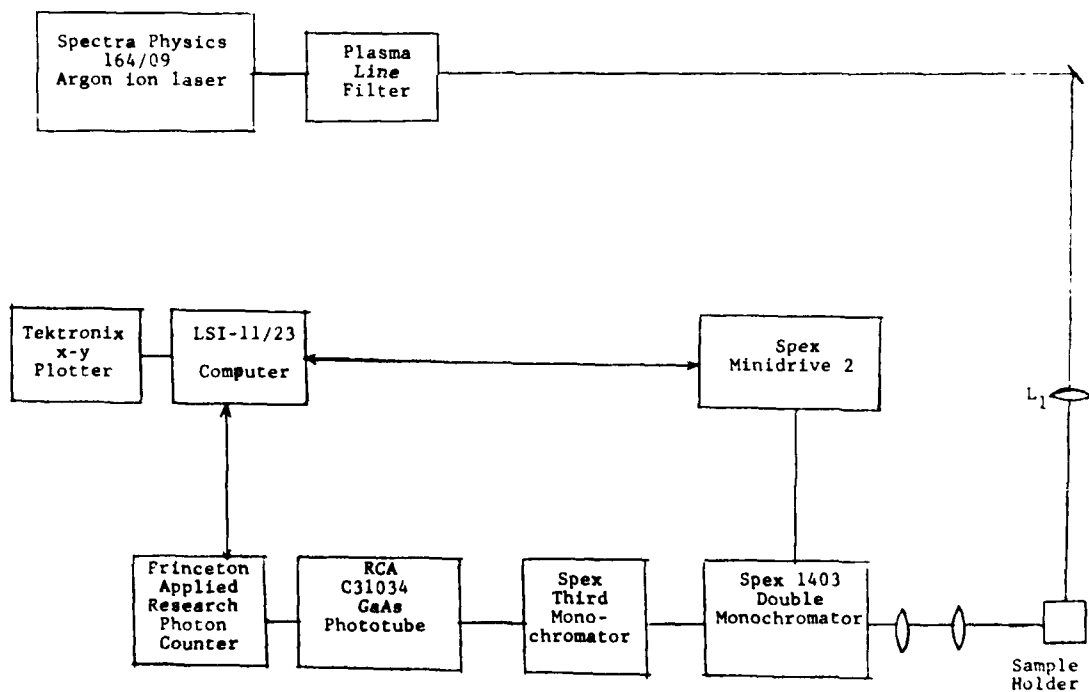 Spectra Physics
164/09
Argon ion laser
Plasma
Line
Filter
Tektronix
x-y
Plotter
LSI-11/23
Computer
Spex
Minidrive 2
L1
Princeton
Applied
Research
Photon
Counter
RCA
C31034
GaAs
Phototube
Spex
Third
Mono-
chromator
Spex 1403
Double
Monochromator
Sample
Holder